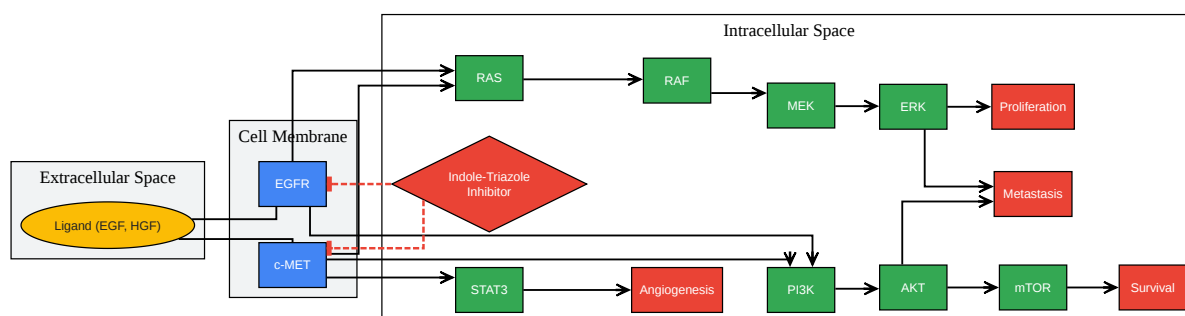 Intracellular Space
RAS
RAF
MEK
ERK
Proliferation
Cell Membrane
EGFR
Indole-Triazole
Inhibitor
Extracellular Space
Ligand (EGF, HGF)
Metastasis
c-MET
STAT3
Angiogenesis
PI3K
AKT
mTOR
Survival